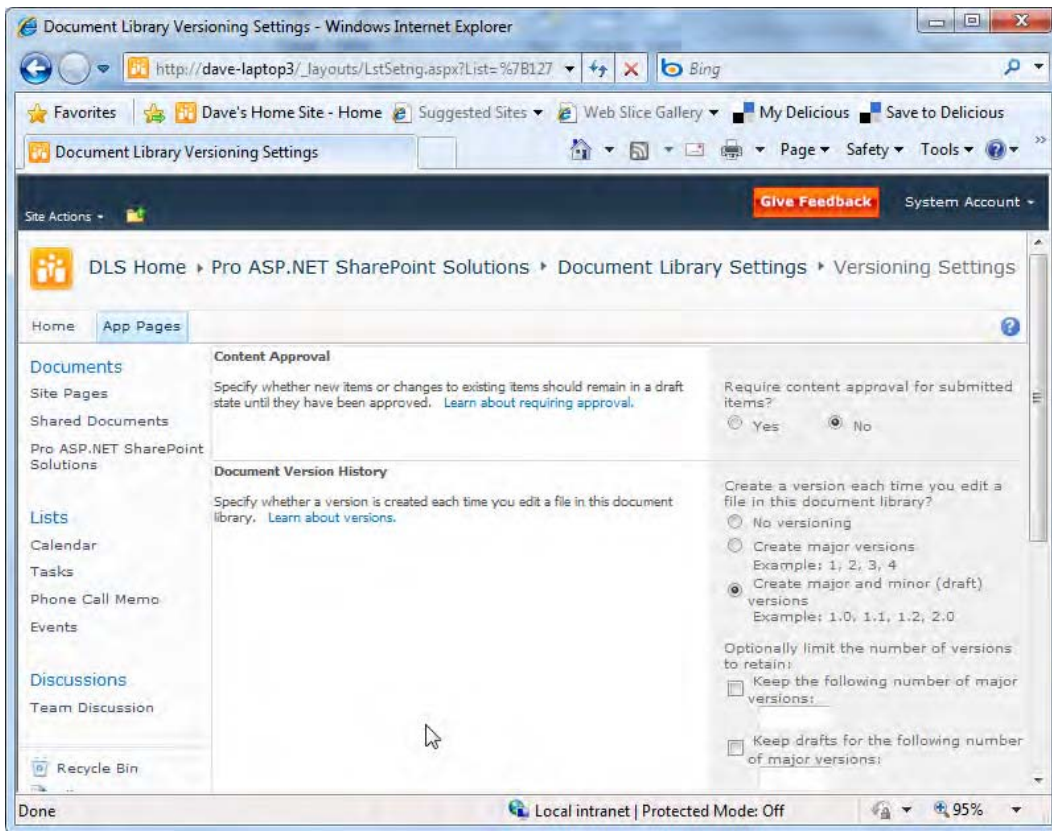 Document Library Versioning Settings - Windows Internet Explorer
http://dave-laptop3/_layouts/LstSetng.aspx?List=%7B127
Bing
Favorites
Dave's Home Site - Home
Suggested Sites
Web Slice Gallery
My Delicious
Save to Delicious
Document Library Versioning Settings
Page
Safety
Tools
Site Actions
Give Feedback
System Account
DLS Home
Pro ASP.NET SharePoint Solutions
Document Library Settings
Versioning Settings
Home
App Pages
Documents
Site Pages
Shared Documents
Pro ASP.NET SharePoint
Solutions
Lists
Calendar
Tasks
Phone Call Memo
Events
Discussions
Team Discussion
Recycle Bin
Content Approval
Specify whether new items or changes to existing items should remain in a draft
state until they have been approved. Learn about requiring approval.
Require content approval for submitted
items?
Yes
No
Document Version History
Specify whether a version is created each time you edit a file in this document
library. Learn about versions.
Create a version each time you edit a
file in this document library?
No versioning
Create major versions
Example: 1, 2, 3, 4
Create major and minor (draft)
versions
Example: 1.0, 1.1, 1.2, 2.0
Optionally limit the number of versions
to retain:
Keep the following number of major
versions:
Keep drafts for the following number
of major versions:
Done
Local intranet | Protected Mode: Off
95%